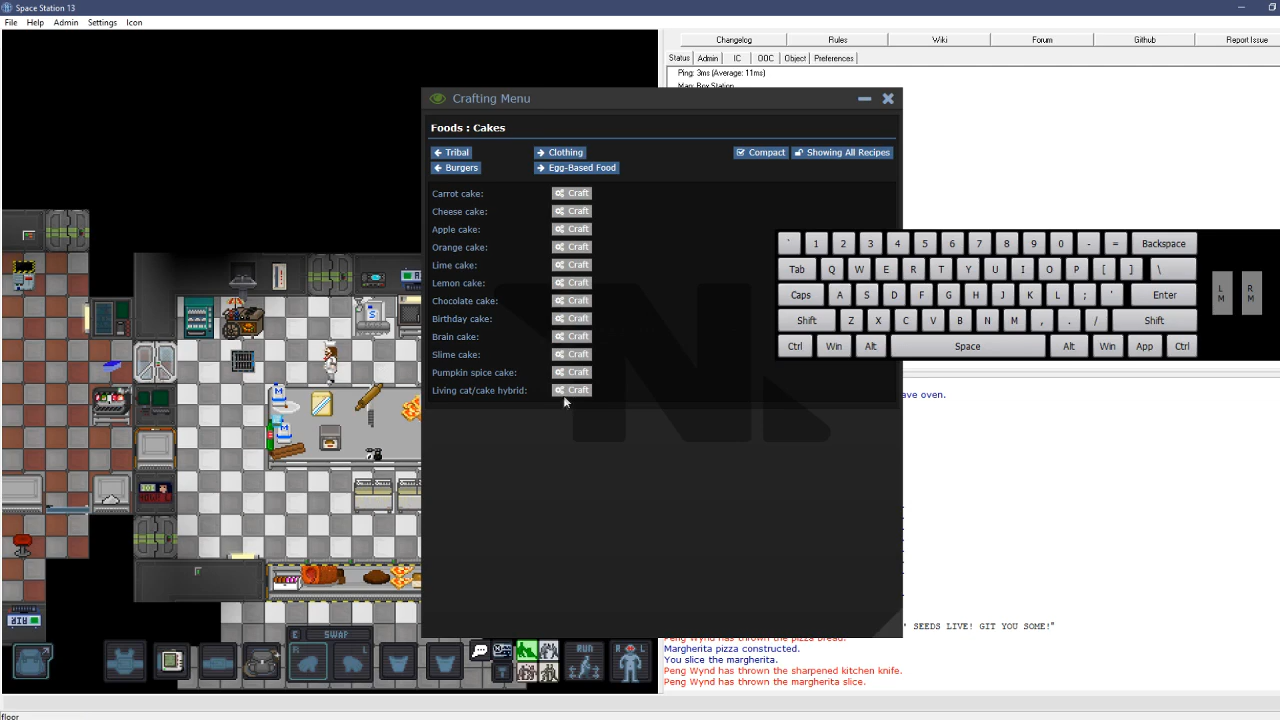 Space Station 13
File Help Admin Settings Icon
Changelog Rules Wiki Forum Github Report Issue
Status Admin IC OOC Object Preferences
Ping: 3ms (Average: 11ms)
Map: Box Station
Crafting Menu
Foods : Cakes
Tribal Clothing Compact Showing All Recipes
Burgers Egg-Based Food
Carrot cake: Craft
Cheese cake: Craft
Apple cake: Craft
Orange cake: Craft
Lime cake: Craft
Lemon cake: Craft
Chocolate cake: Craft
Birthday cake: Craft
Brain cake: Craft
Slime cake: Craft
Pumpkin spice cake: Craft
Living cat/cake hybrid: Craft
` 1 2 3 4 5 6 7 8 9 0 - = Backspace
Tab Q W E R T Y U I O P [ ] \
Caps A S D F G H J K L ; ' Enter
Shift Z X C V B N M , . / Shift
Ctrl Win Alt Space Alt Win App Ctrl
L M
R M
ave oven.
' SEEDS LIVE! GIT YOU SOME!"
Peng Wynd has thrown the pizza bread.
Margherita pizza constructed.
You slice the margherita.
Peng Wynd has thrown the sharpened kitchen knife.
Peng Wynd has thrown the margherita slice.
AIR
E SWAP
R L
RUN
R L
floor